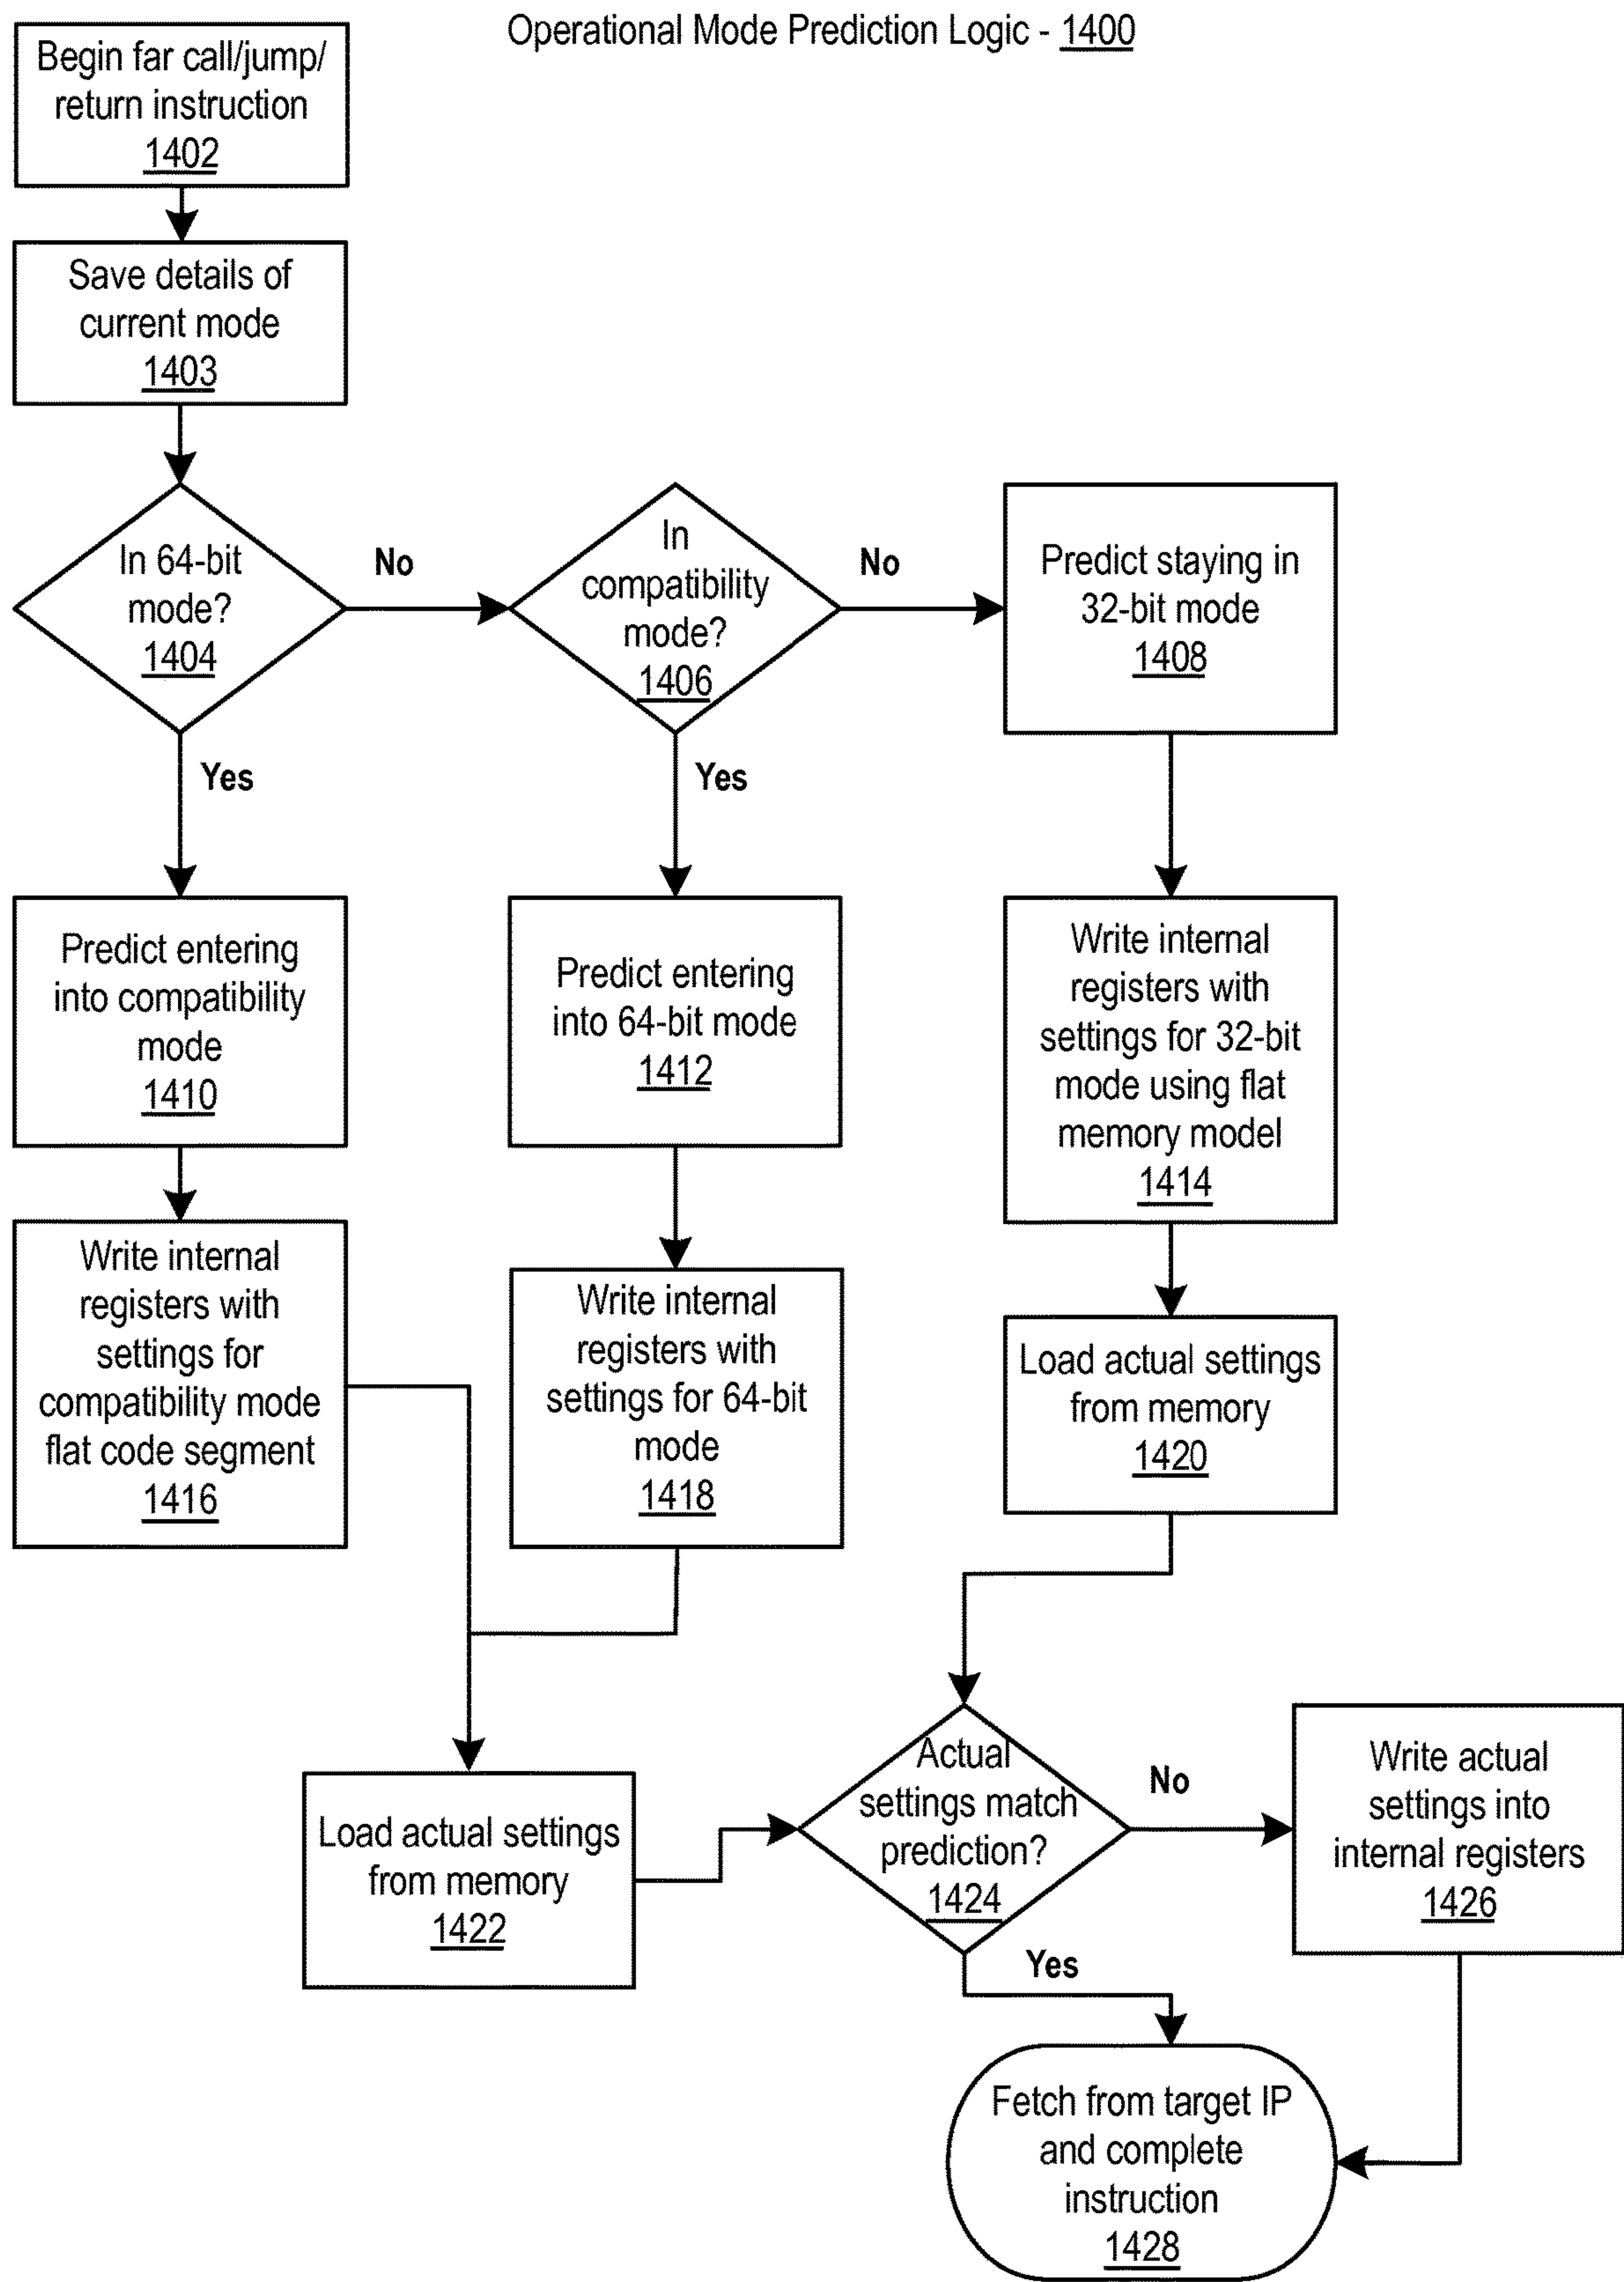 Operational Mode Prediction Logic - 1400
Begin far call/jump/
return instruction
1402
Save details of
current mode
1403
In 64-bit
mode?
1404
No
In
compatibility
mode?
1406
No
Predict staying in
32-bit mode
1408
Yes
Yes
Predict entering
into compatibility
mode
1410
Predict entering
into 64-bit mode
1412
Write internal
registers with
settings for 32-bit
mode using flat
memory model
1414
Write internal
registers with
settings for
compatibility mode
flat code segment
1416
Write internal
registers with
settings for 64-bit
mode
1418
Load actual settings
from memory
1420
Load actual settings
from memory
1422
Actual
settings match
prediction?
1424
No
Write actual
settings into
internal registers
1426
Yes
Fetch from target IP
and complete
instruction
1428